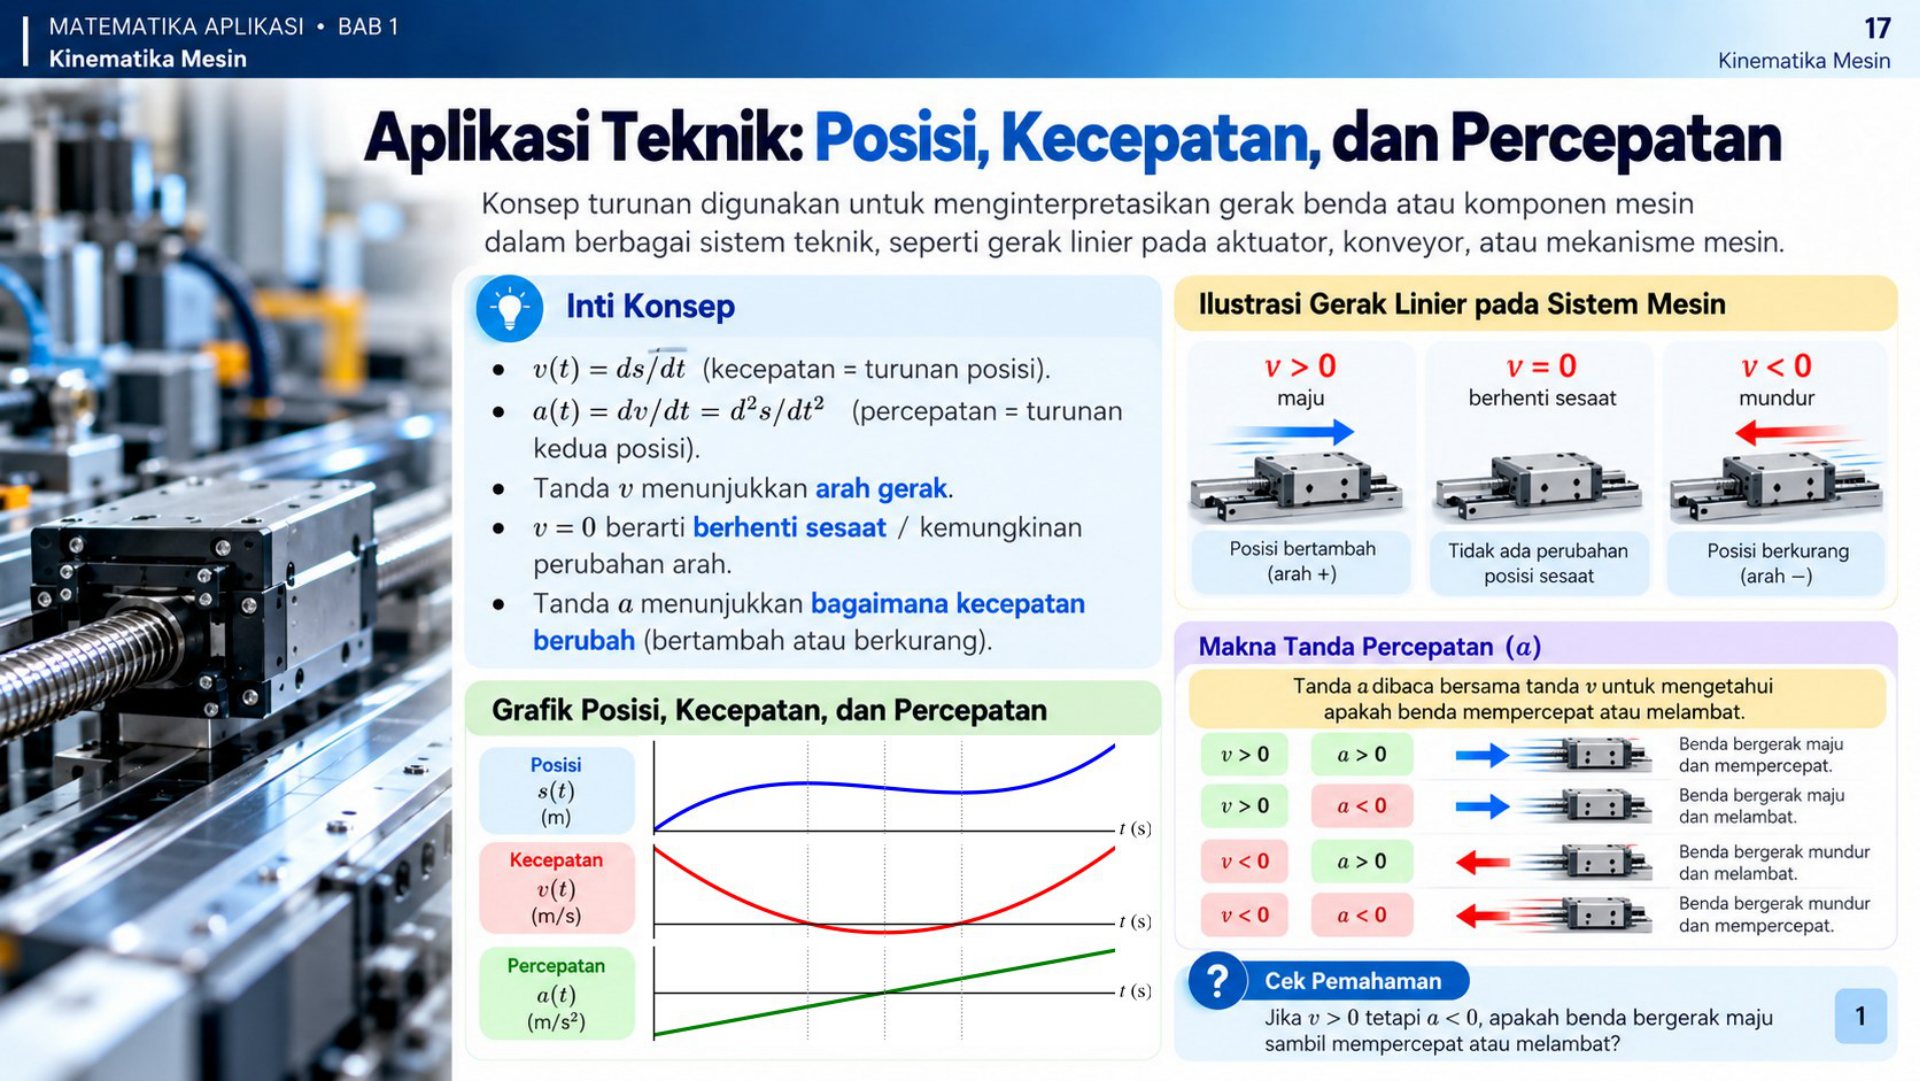 MATEMATIKA APLIKASI • BAB 1
Kinematika Mesin
17
Kinematika Mesin
Aplikasi Teknik: Posisi, Kecepatan, dan Percepatan
Konsep turunan digunakan untuk menginterpretasikan gerak benda atau komponen mesin
dalam berbagai sistem teknik, seperti gerak linier pada aktuator, konveyor, atau mekanisme mesin.
Inti Konsep
• v(t) = ds/dt (kecepatan = turunan posisi).
• a(t) = dv/dt = d²s/dt² (percepatan = turunan
kedua posisi).
• Tanda v menunjukkan arah gerak.
• v = 0 berarti berhenti sesaat / kemungkinan
perubahan arah.
• Tanda a menunjukkan bagaimana kecepatan
berubah (bertambah atau berkurang).
Grafik Posisi, Kecepatan, dan Percepatan
Posisi
s(t)
(m)
t (s)
Kecepatan
v(t)
(m/s)
t (s)
Percepatan
a(t)
(m/s²)
t (s)
Ilustrasi Gerak Linier pada Sistem Mesin
v > 0
maju
Posisi bertambah
(arah +)
v = 0
berhenti sesaat
Tidak ada perubahan
posisi sesaat
v < 0
mundur
Posisi berkurang
(arah −)
Makna Tanda Percepatan (a)
Tanda a dibaca bersama tanda v untuk mengetahui
apakah benda mempercepat atau melambat.
v > 0 a > 0 Benda bergerak maju
dan mempercepat.
v > 0 a < 0 Benda bergerak maju
dan melambat.
v < 0 a > 0 Benda bergerak mundur
dan melambat.
v < 0 a < 0 Benda bergerak mundur
dan mempercepat.
?
Cek Pemahaman
Jika v > 0 tetapi a < 0, apakah benda bergerak maju
sambil mempercepat atau melambat?
1